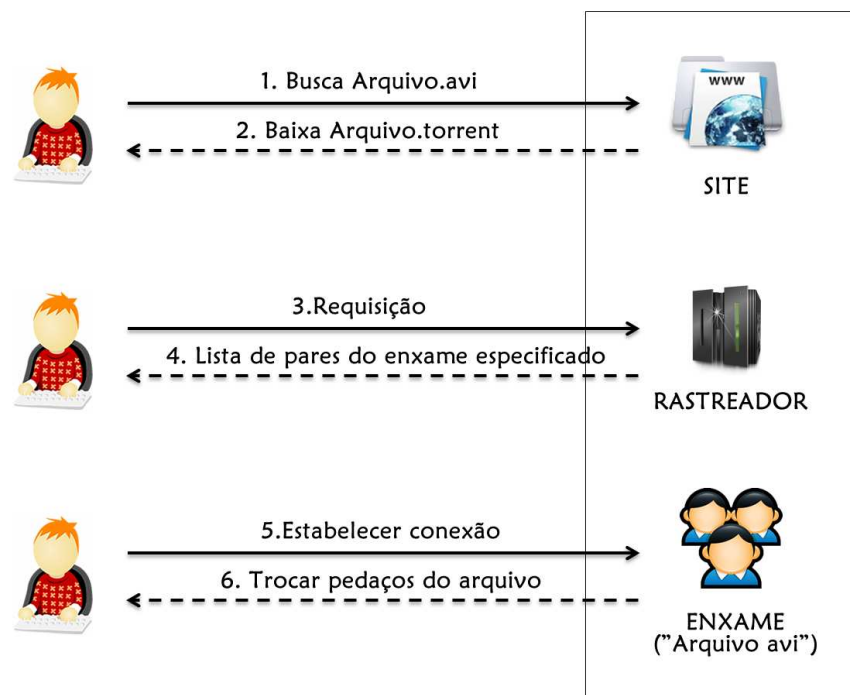 1. Busca Arquivo.avi
2. Baixa Arquivo.torrent
WWW
SITE
3.Requisição
4. Lista de pares do enxame especificado
RASTREADOR
5.Estabelecer conexão
6. Trocar pedaços do arquivo
ENXAME
("Arquivo avi")